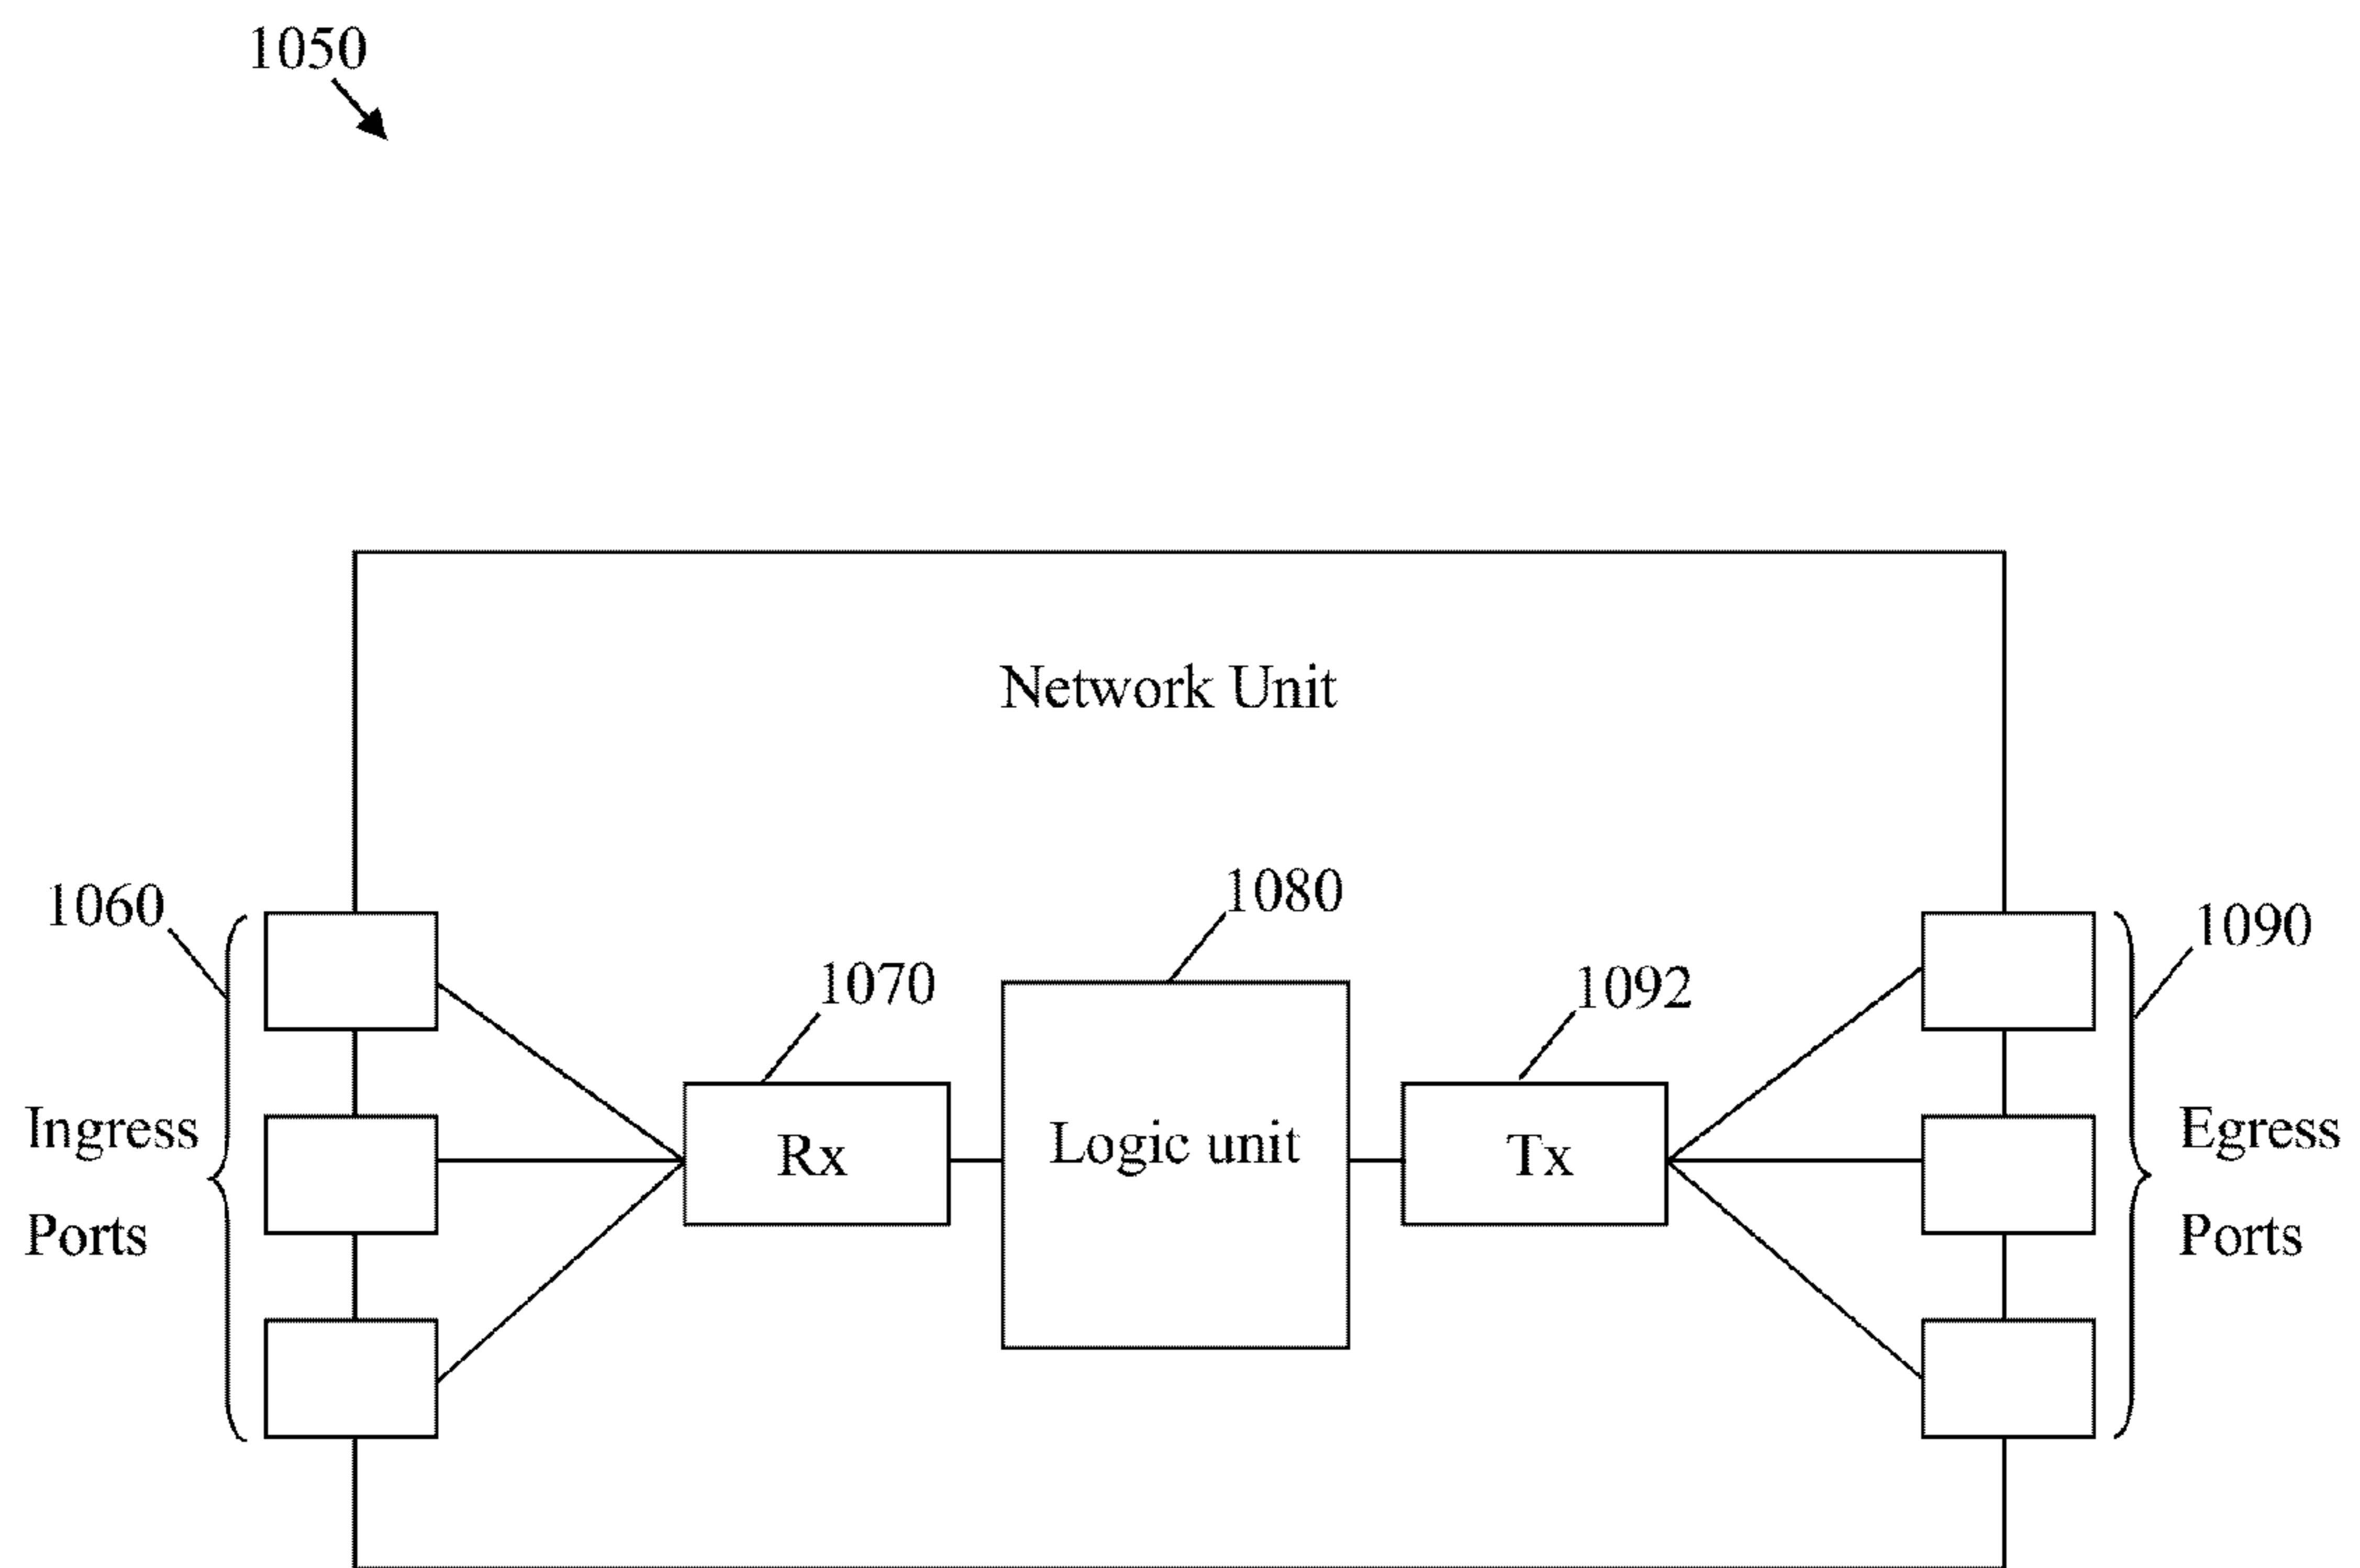 1050
Network Unit
1060
1080
1090
1070
1092
Ingress
Ports
Rx
Logic unit
Tx
Egress
Ports